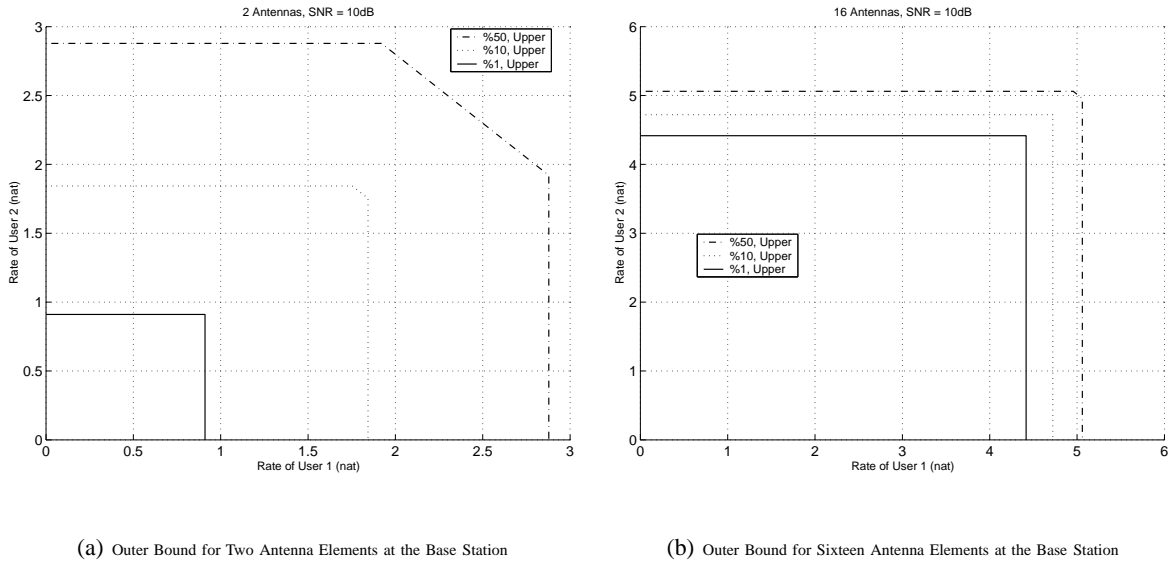 2 Antennas, SNR = 10dB
3
2.5
2
1.5
1
0.5
0
Rate of User 2 (nat)
%50, Upper
%10, Upper
%1, Upper
0 0.5 1 1.5 2 2.5 3
Rate of User 1 (nat)
(a) Outer Bound for Two Antenna Elements at the Base Station
16 Antennas, SNR = 10dB
6
5
4
3
2
1
0
Rate of User 2 (nat)
%50, Upper
%10, Upper
%1, Upper
0 1 2 3 4 5 6
Rate of User 1 (nat)
(b) Outer Bound for Sixteen Antenna Elements at the Base Station